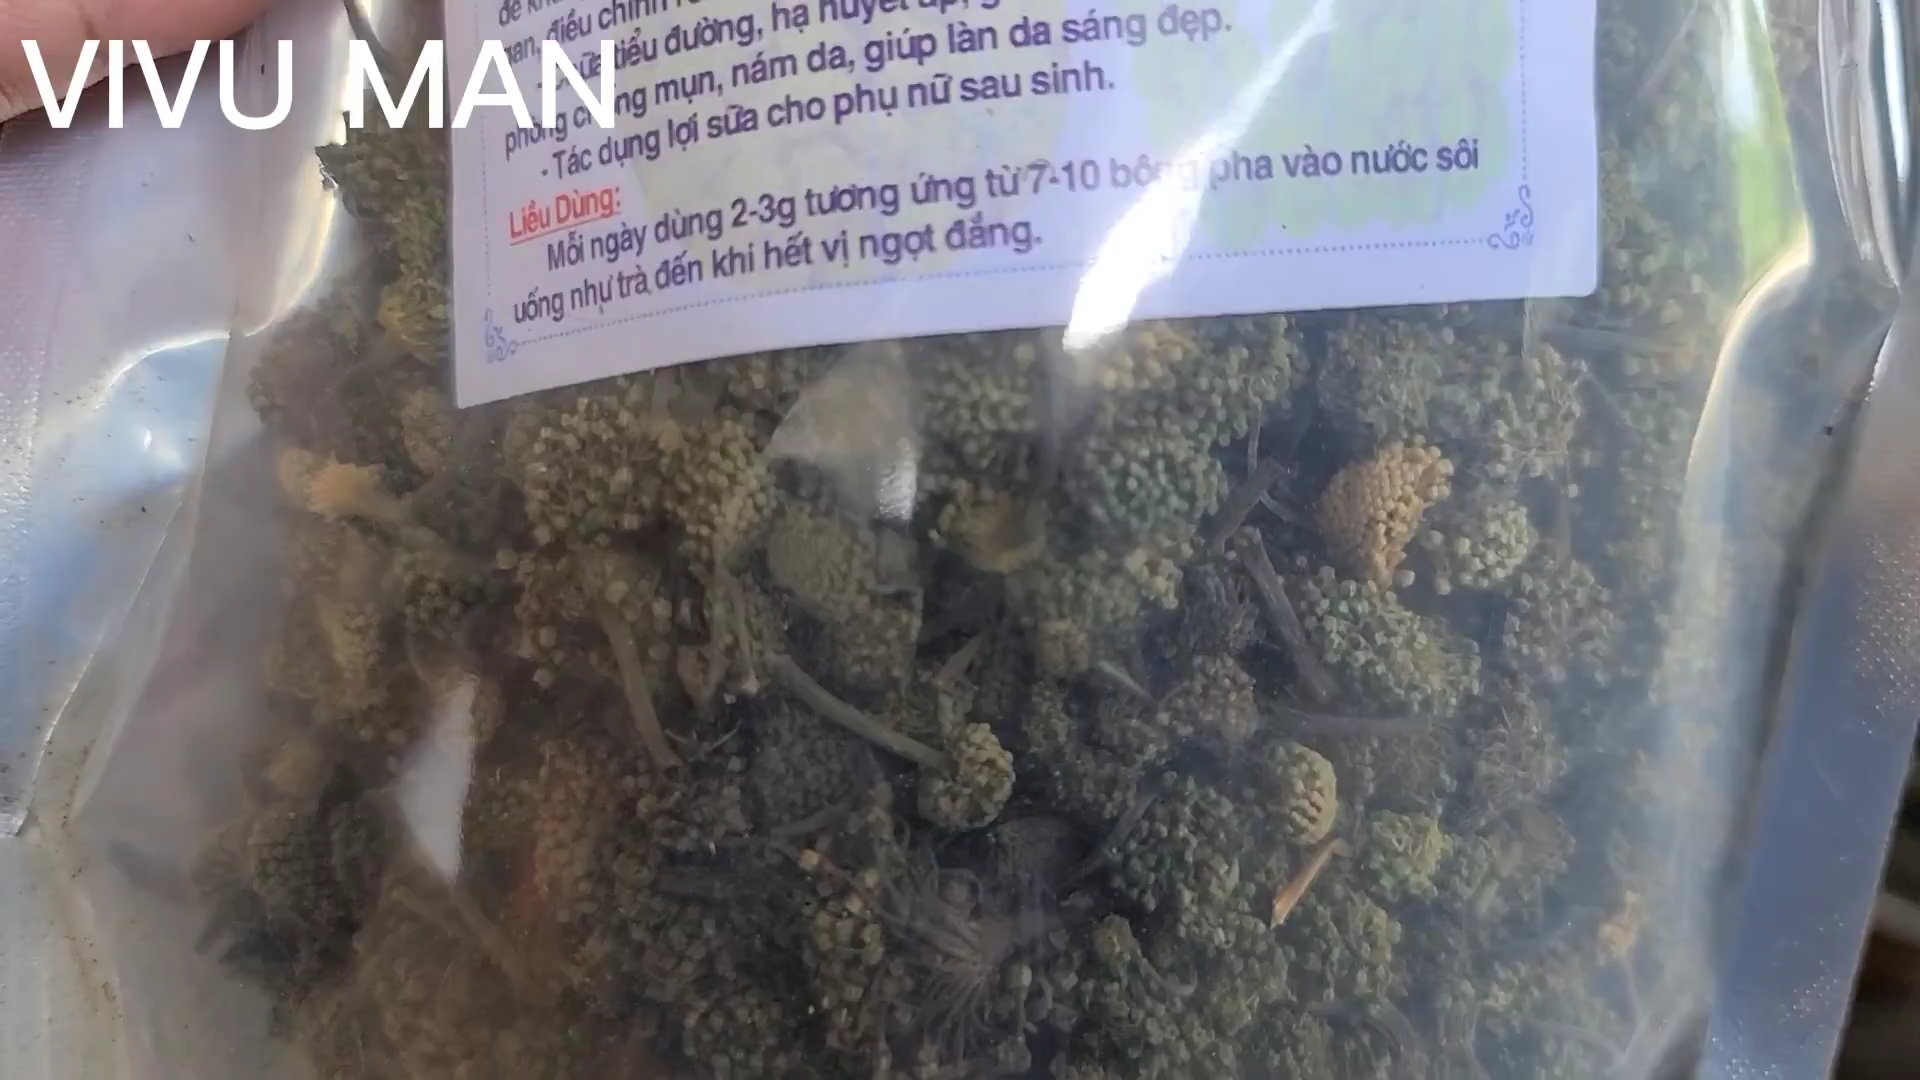 VIVU MAN
điều chỉnh
tiểu đường, hạ huyết áp,
phòng mụn, nám da, giúp làn da sáng đẹp.
- Tác dụng lợi sữa cho phụ nữ sau sinh.
Liều Dùng:
Mỗi ngày dùng 2-3g tương ứng từ 7-10 bông pha vào nước sôi
uống như trà đến khi hết vị ngọt đắng.